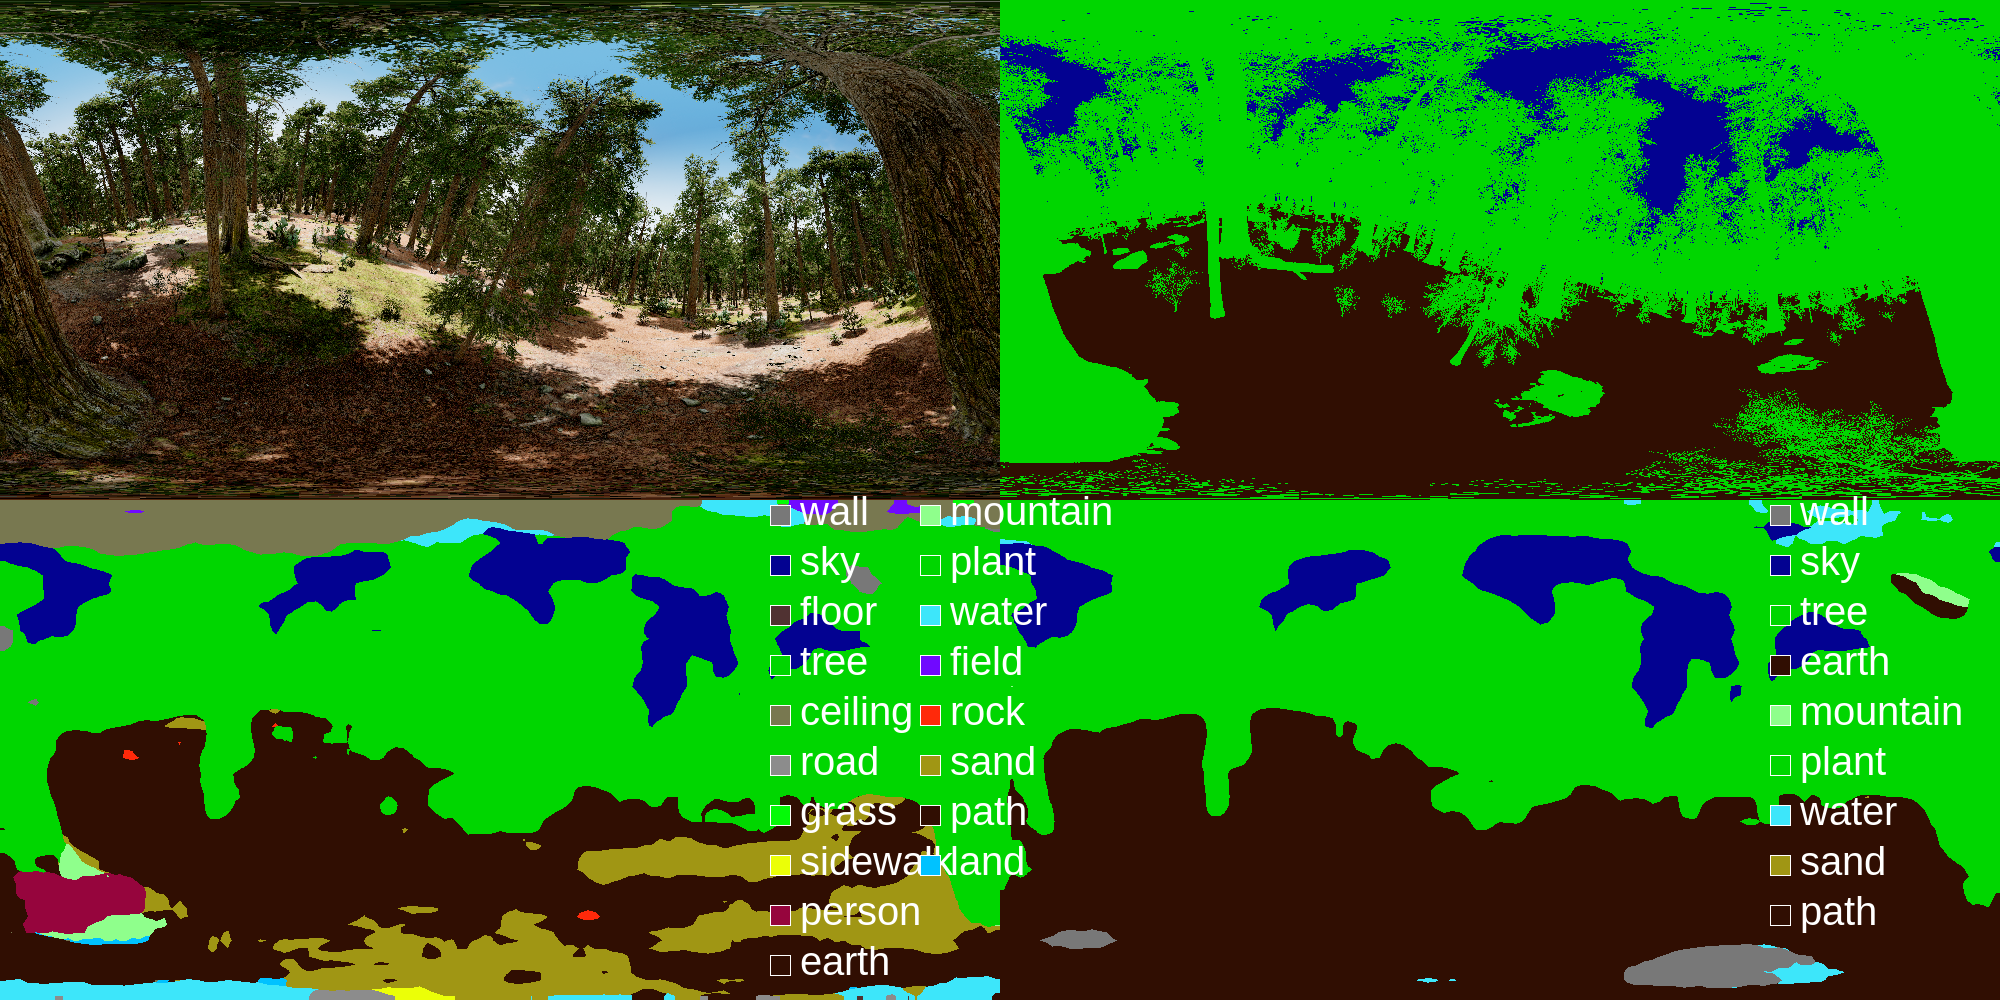 wall
sky
floor
tree
ceiling
road
grass
sidewalk
person
earth
mountain
plant
water
field
rock
sand
path
land
wall
sky
tree
earth
mountain
plant
water
sand
path